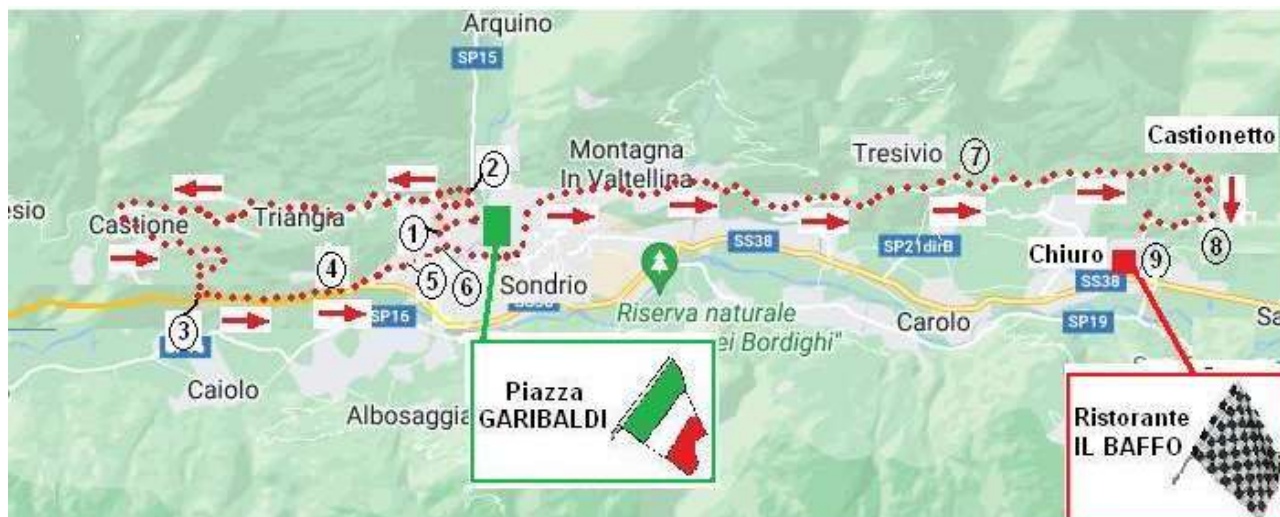 Arquino
SP15
Castionetto
Montagna
In Valtellina
Tresivio
7
2
esio
Castione
Triangia
1
SP21dirB
SS38
8
Chiuro
9
4
5
6
Sondrio
SS38
3
SP16
Riserva naturale
ei Bordighi"
Carolo
SP19
Sa
Caiolo
Albosaggia
Piazza
GARIBALDI
Ristorante
IL BAFFO